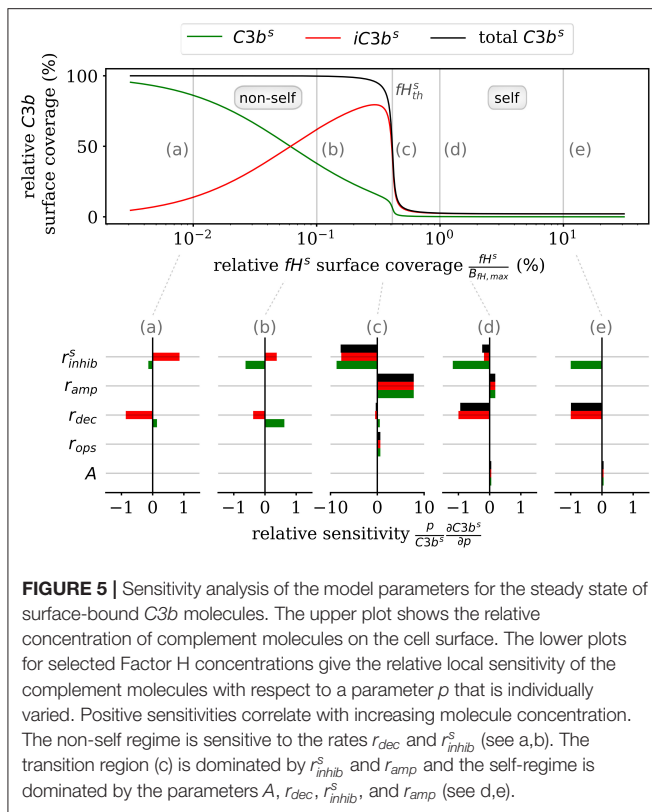 C3b^s iC3b^s total C3b^s
relative C3b
surface coverage (%)
100
50
0
non-self
fH^s_th
self
(a) (b) (c) (d) (e)
10^−2 10^−1 10^0 10^1
relative fH^s surface coverage fH^s/B_fH,max (%)
(a) (b) (c) (d) (e)
r^s_inhib
r_amp
r_dec
r_ops
A
−1 0 1 −1 0 1 −10 0 10 −1 0 1 −1 0 1
relative sensitivity p/C3b^s ∂C3b^s/∂p
FIGURE 5 | Sensitivity analysis of the model parameters for the steady state of
surface-bound C3b molecules. The upper plot shows the relative
concentration of complement molecules on the cell surface. The lower plots
for selected Factor H concentrations give the relative local sensitivity of the
complement molecules with respect to a parameter p that is individually
varied. Positive sensitivities correlate with increasing molecule concentration.
The non-self regime is sensitive to the rates r_dec and r^s_inhib (see a,b). The
transition region (c) is dominated by r^s_inhib and r_amp and the self-regime is
dominated by the parameters A, r_dec, r^s_inhib, and r_amp (see d,e).